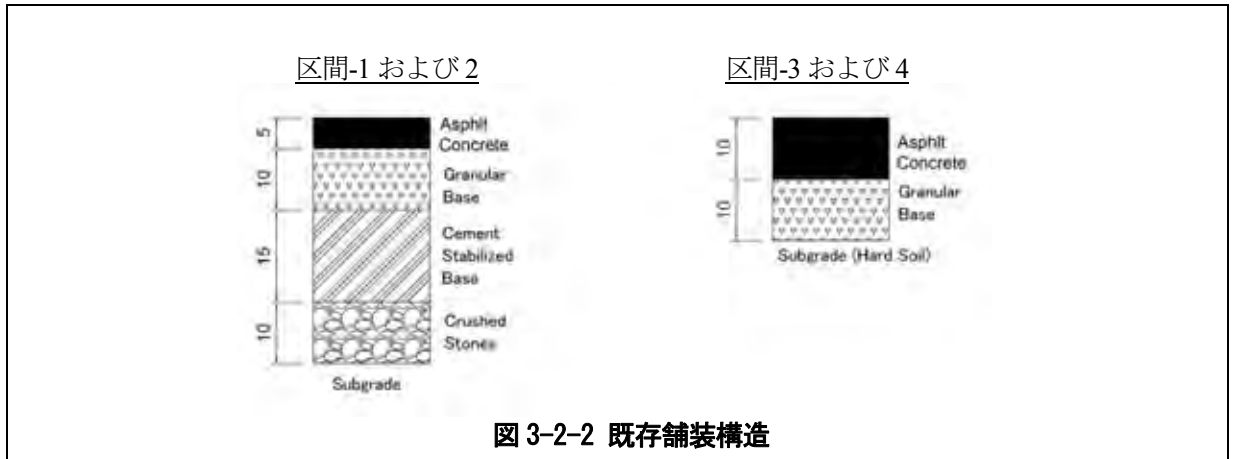 区間-1 および 2
5
Asphlt
Concrete
10
Granular
Base
15
Cement
Stabilized
Base
10
Crushed
Stones
Subgrade
区間-3 および 4
10
Asphlt
Concrete
10
Granular
Base
Subgrade (Hard Soil)
図 3-2-2 既存舗装構造